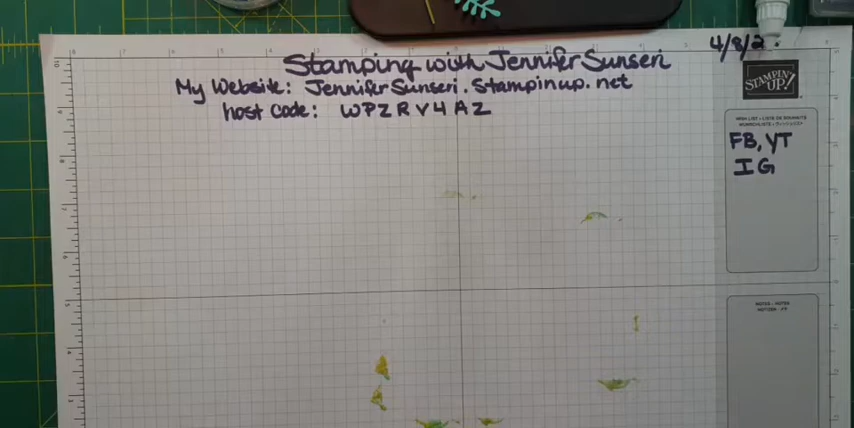 Stamping with Jennifer Sunseri
4/8/2
My Website: JenniferSunseri.Stampinup.net
host code: WPZRV4AZ
STAMPIN' UP!
FB, YT
IG